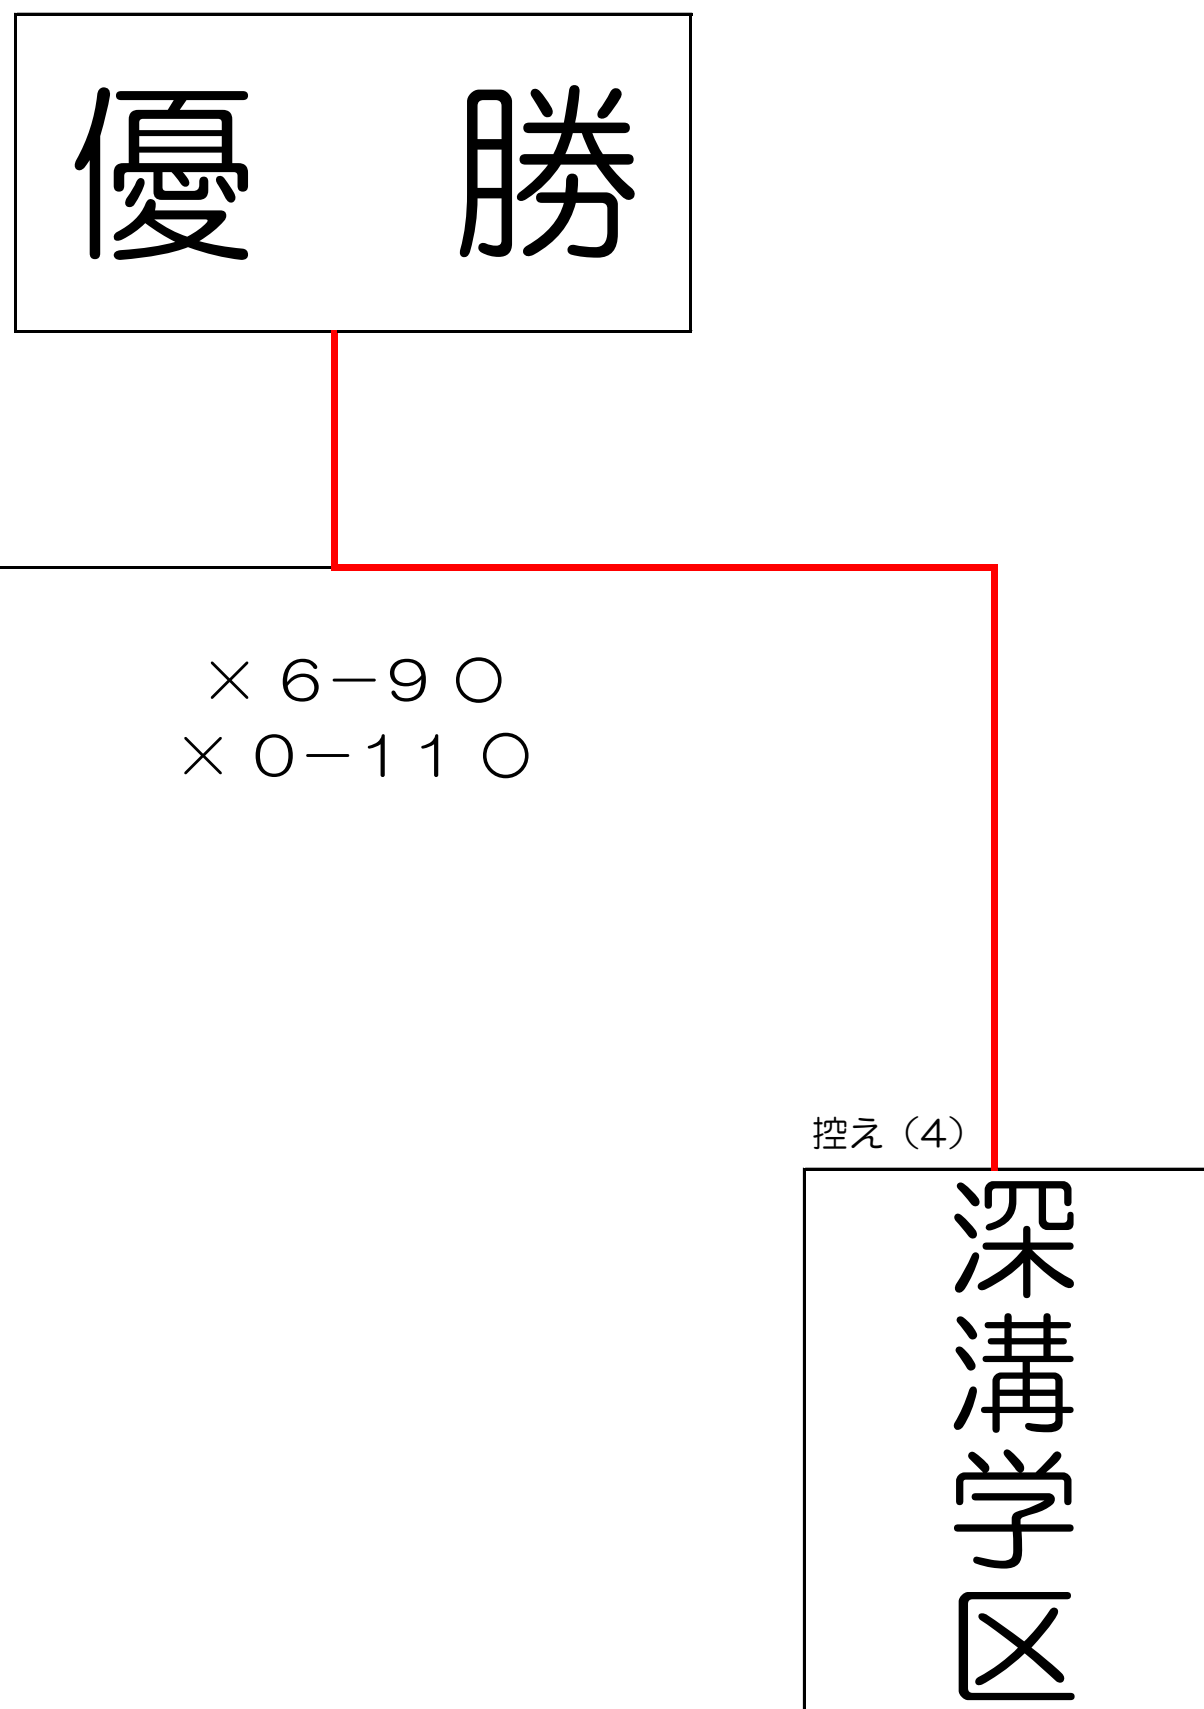 優　勝
× 6－9 ○
× 0－11 ○
控え（4）
深溝学区